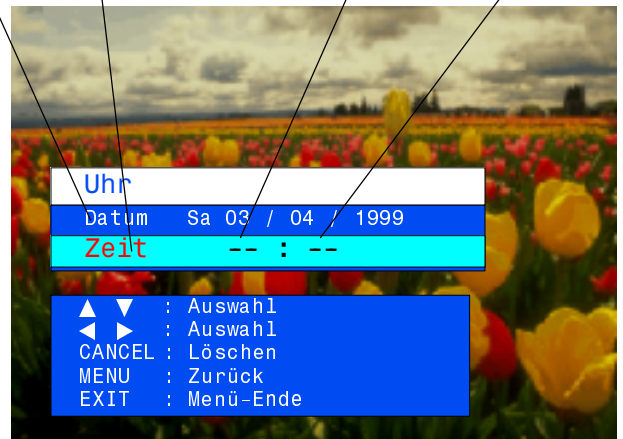 Uhr
Datum Sa 03 / 04 / 1999
Zeit -- : --
▲ ▼ : Auswahl
◀ ▶ : Auswahl
CANCEL : Löschen
MENU : Zurück
EXIT : Menü-Ende